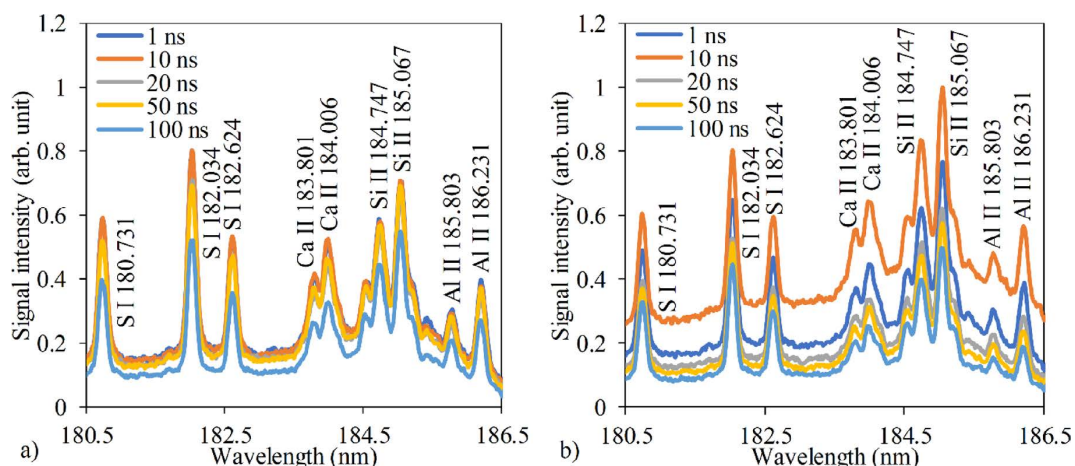 1.2
1
0.8
0.6
0.4
0.2
0
Signal intensity (arb. unit)
1 ns
10 ns
20 ns
50 ns
100 ns
S I 180.731
S I 182.034
S I 182.624
Ca II 183.801
Ca II 184.006
Si II 184.747
Si II 185.067
Al II 185.803
Al II 186.231
180.5
182.5
184.5
186.5
Wavelength (nm)
a)
1.2
1
0.8
0.6
0.4
0.2
0
Signal intensity (arb. unit)
1 ns
10 ns
20 ns
50 ns
100 ns
S I 180.731
S I 182.034
S I 182.624
Ca II 183.801
Ca II 184.006
Si II 184.747
Si II 185.067
Al II 185.803
Al II 186.231
180.5
182.5
184.5
186.5
Wavelength (nm)
b)